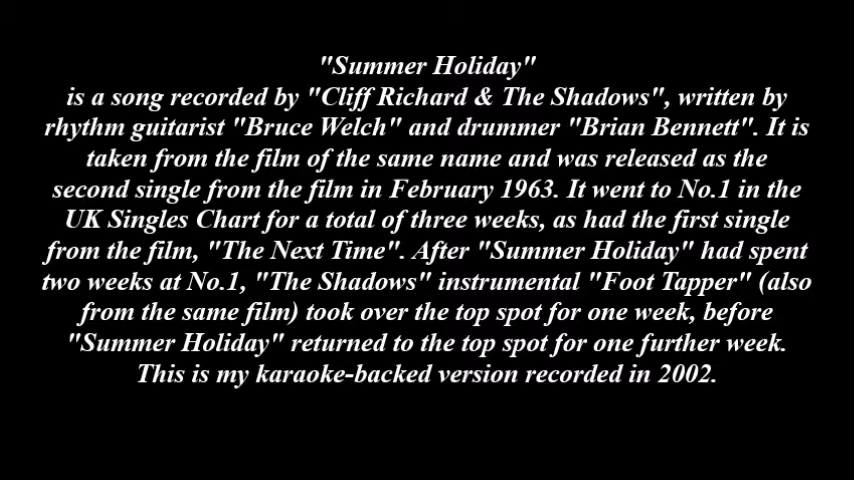 "Summer Holiday"
is a song recorded by "Cliff Richard & The Shadows", written by
rhythm guitarist "Bruce Welch" and drummer "Brian Bennett". It is
taken from the film of the same name and was released as the
second single from the film in February 1963. It went to No.1 in the
UK Singles Chart for a total of three weeks, as had the first single
from the film, "The Next Time". After "Summer Holiday" had spent
two weeks at No.1, "The Shadows" instrumental "Foot Tapper" (also
from the same film) took over the top spot for one week, before
"Summer Holiday" returned to the top spot for one further week.
This is my karaoke-backed version recorded in 2002.